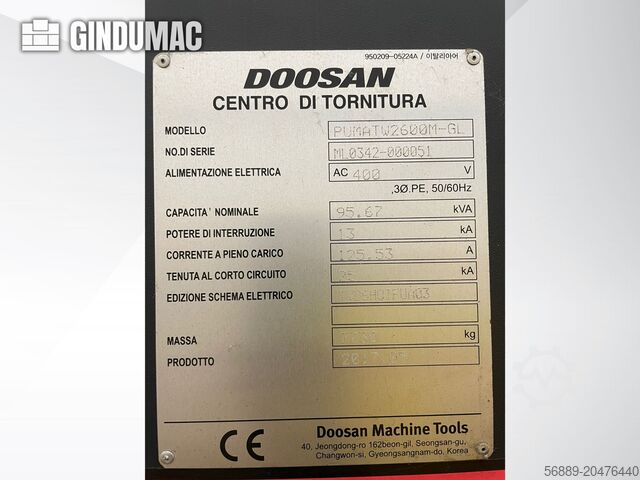 GINDUMAC
950209-05224A / 이탈리아어
DOOSAN
CENTRO DI TORNITURA
MODELLO PUMATW2600M-GL
NO.DI SERIE ML0342-000051
ALIMENTAZIONE ELETTRICA AC 400 V
,3Ø.PE, 50/60Hz
CAPACITA' NOMINALE 95.67 kVA
POTERE DI INTERRUZIONE 13 kA
CORRENTE A PIENO CARICO 125.53 A
TENUTA AL CORTO CIRCUITO kA
EDIZIONE SCHEMA ELETTRICO
MASSA kg
PRODOTTO
CE Doosan Machine Tools
40, Jeongdong-ro 162beon-gil, Seongsan-gu,
Changwon-si, Gyeongsangnam-do, Korea
56889-20476440